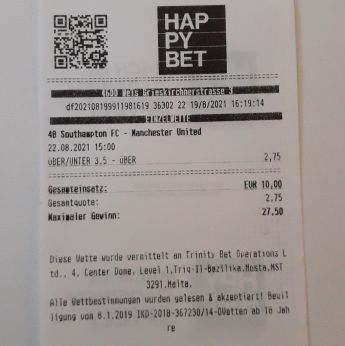 HAP
PY
BET
4600 Wels Grieskirchnerstrasse 3
df202108199911981619 36302 22 19/8/2021 16:19:14
EINZELWETTE
48 Southampton FC - Manchester United
22.08.2021 15:00
ÜBER/UNTER 3,5 - ÜBER 2,75
Gesamteinsatz: EUR 10,00
Gesamtquote: 2,75
Maximaler Gewinn: 27.50
Diese Wette wurde vermittelt an Trinity Bet Operations L
td., 4, Center Dome, Level 1,Triq-Il-Bazilika,Mosta,MST
3291,Malta.
Alle Wettbestimmungen wurden gelesen & akzeptiert! Bewil
ligung vom 8.1.2019 IKD-2018-367230/14-ÖWetten ab 18 Jah
re